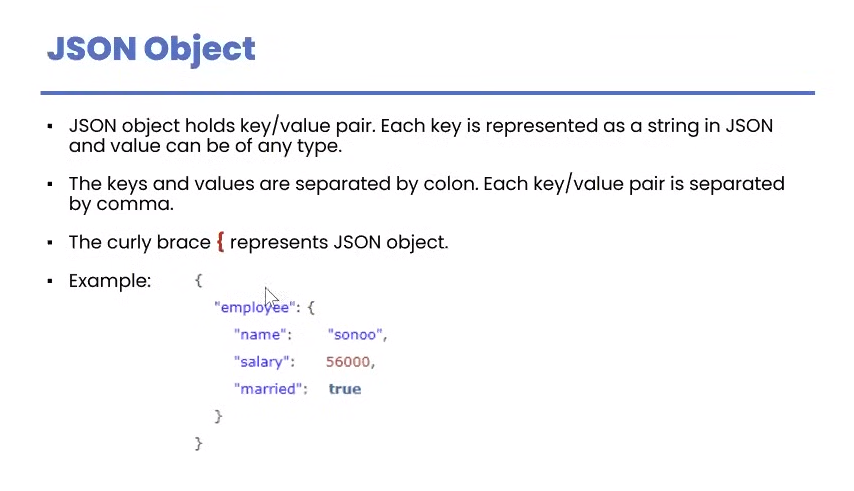 JSON Object
▪ JSON object holds key/value pair. Each key is represented as a string in JSON
and value can be of any type.
▪ The keys and values are separated by colon. Each key/value pair is separated
by comma.
▪ The curly brace { represents JSON object.
▪ Example: {
"employee": {
"name": "sonoo",
"salary": 56000,
"married": true
}
}